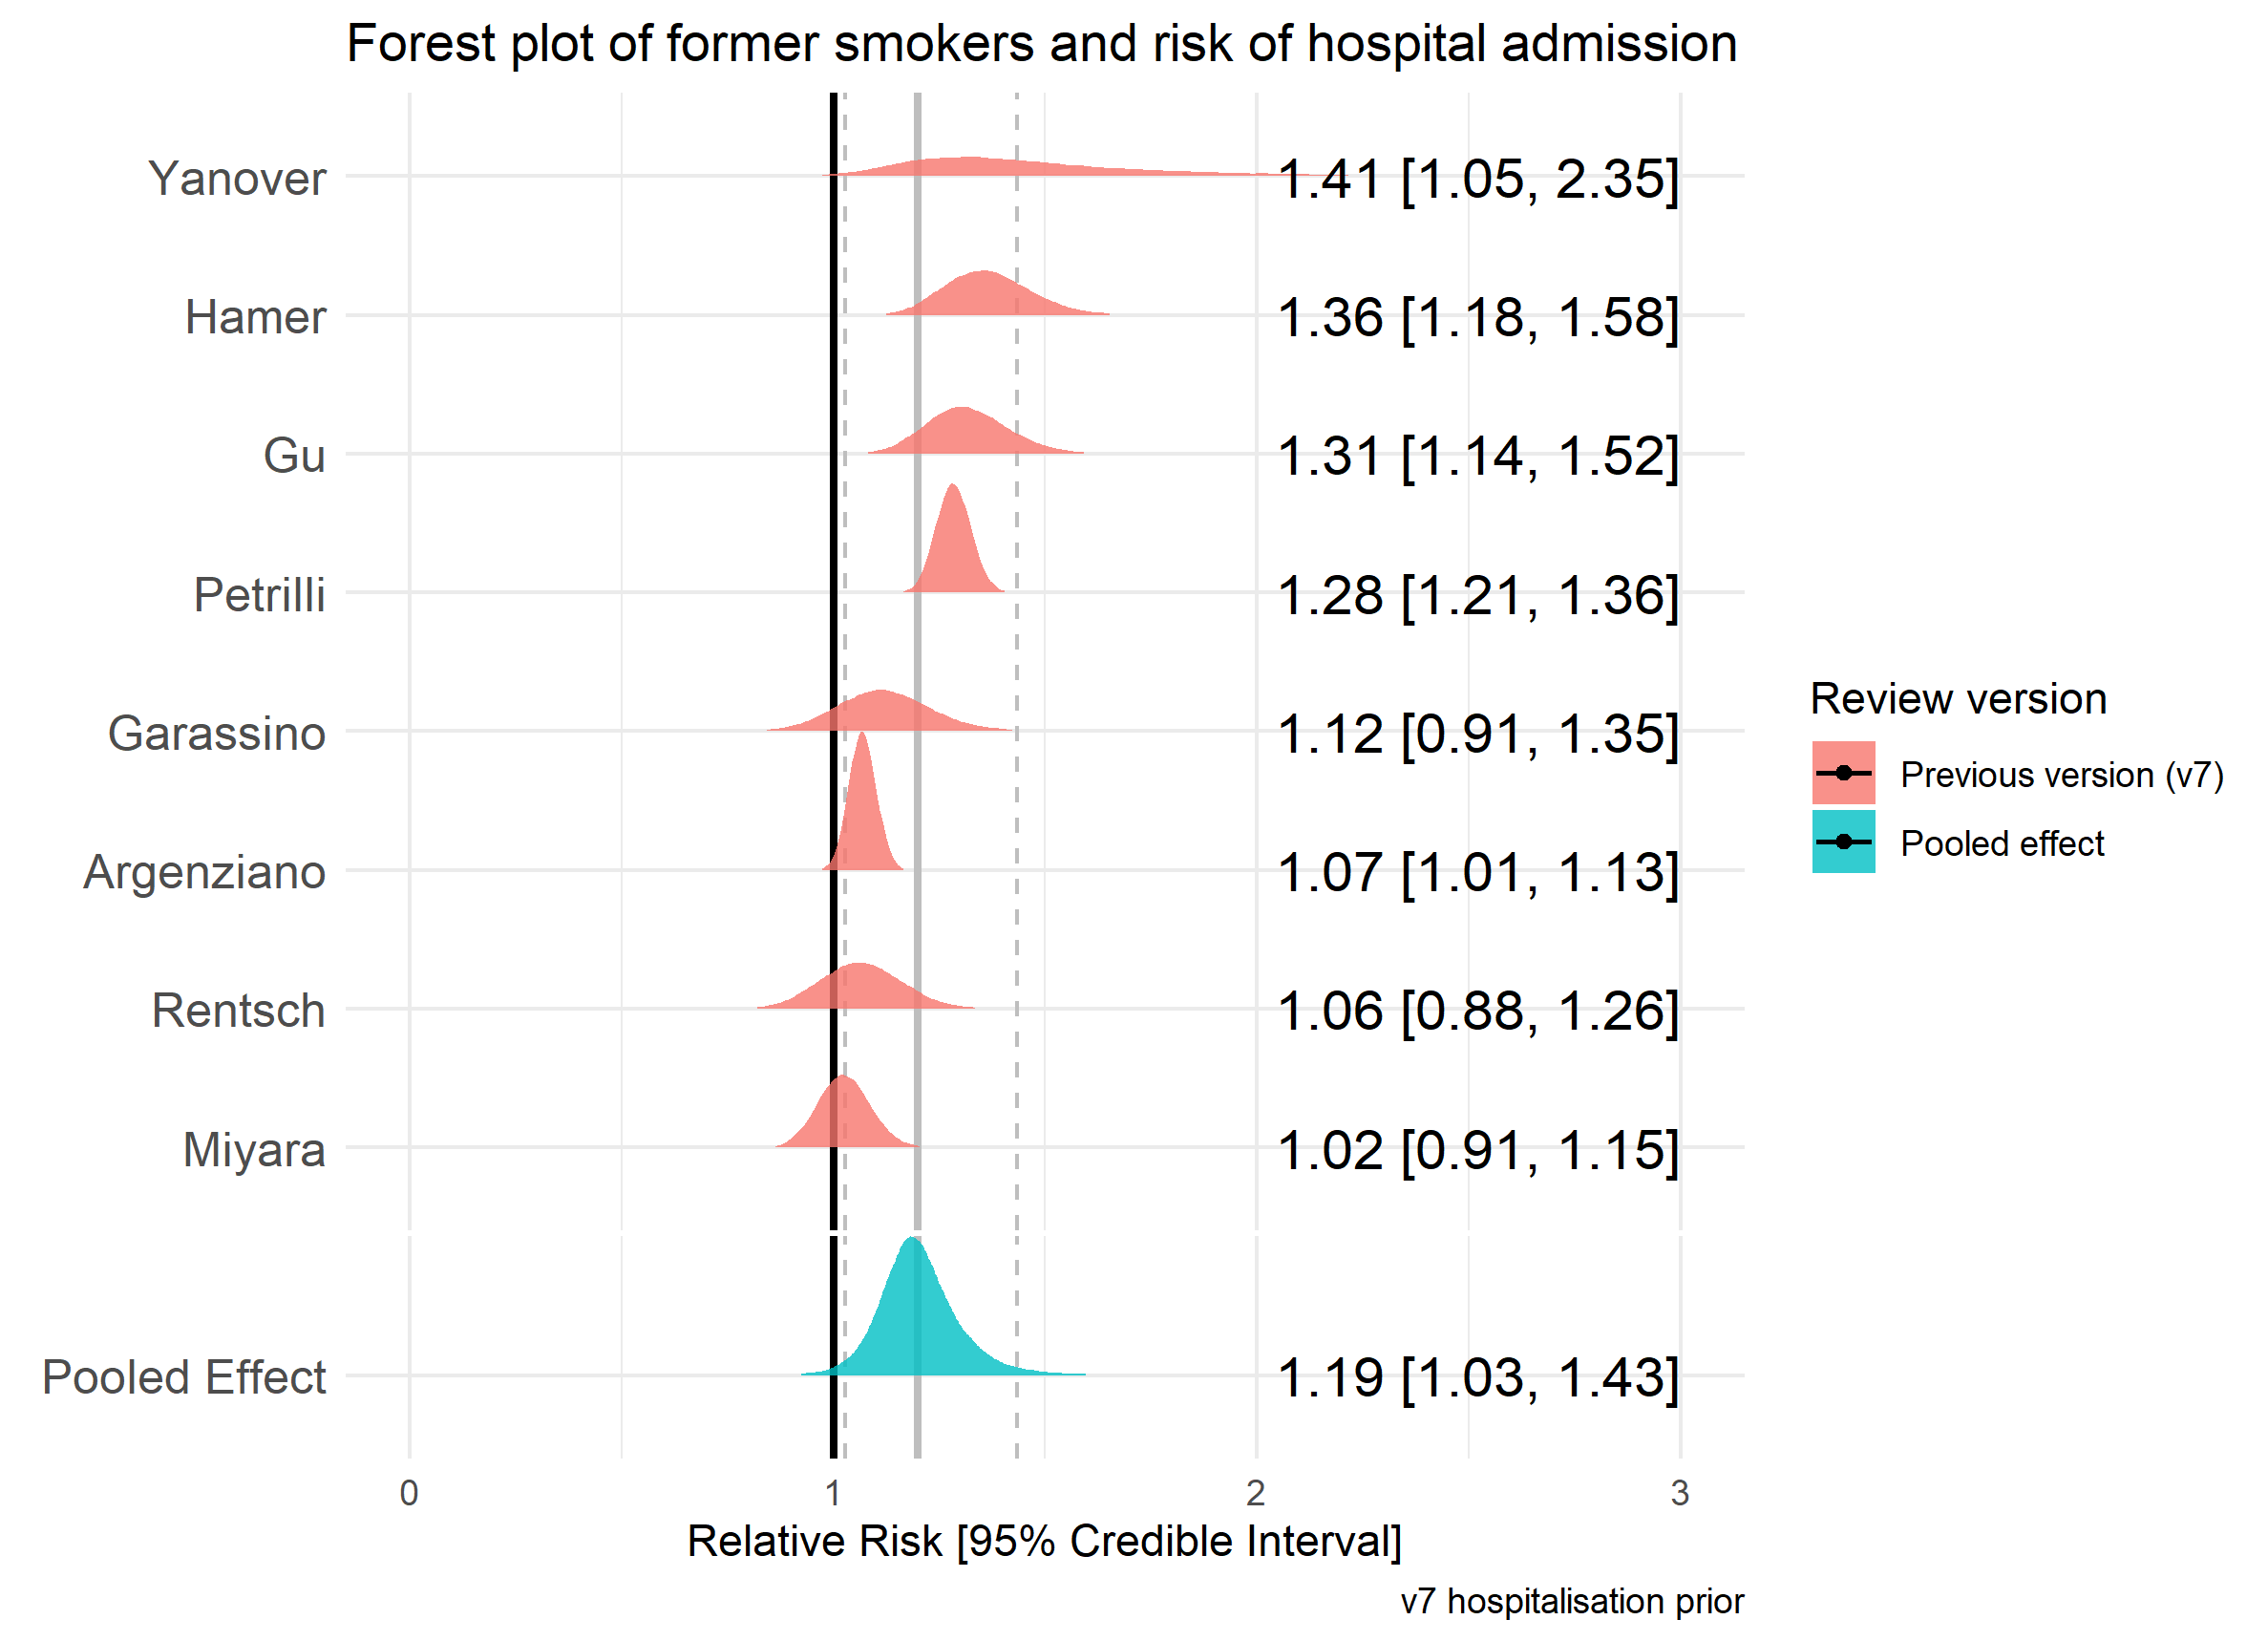 Forest plot of former smokers and risk of hospital admission
Yanover 1.41 [1.05, 2.35]
Hamer 1.36 [1.18, 1.58]
Gu 1.31 [1.14, 1.52]
Petrilli 1.28 [1.21, 1.36]
Garassino 1.12 [0.91, 1.35]
Argenziano 1.07 [1.01, 1.13]
Rentsch 1.06 [0.88, 1.26]
Miyara 1.02 [0.91, 1.15]
Pooled Effect 1.19 [1.03, 1.43]
0 1 2 3
Relative Risk [95% Credible Interval]
v7 hospitalisation prior
Review version
Previous version (v7)
Pooled effect